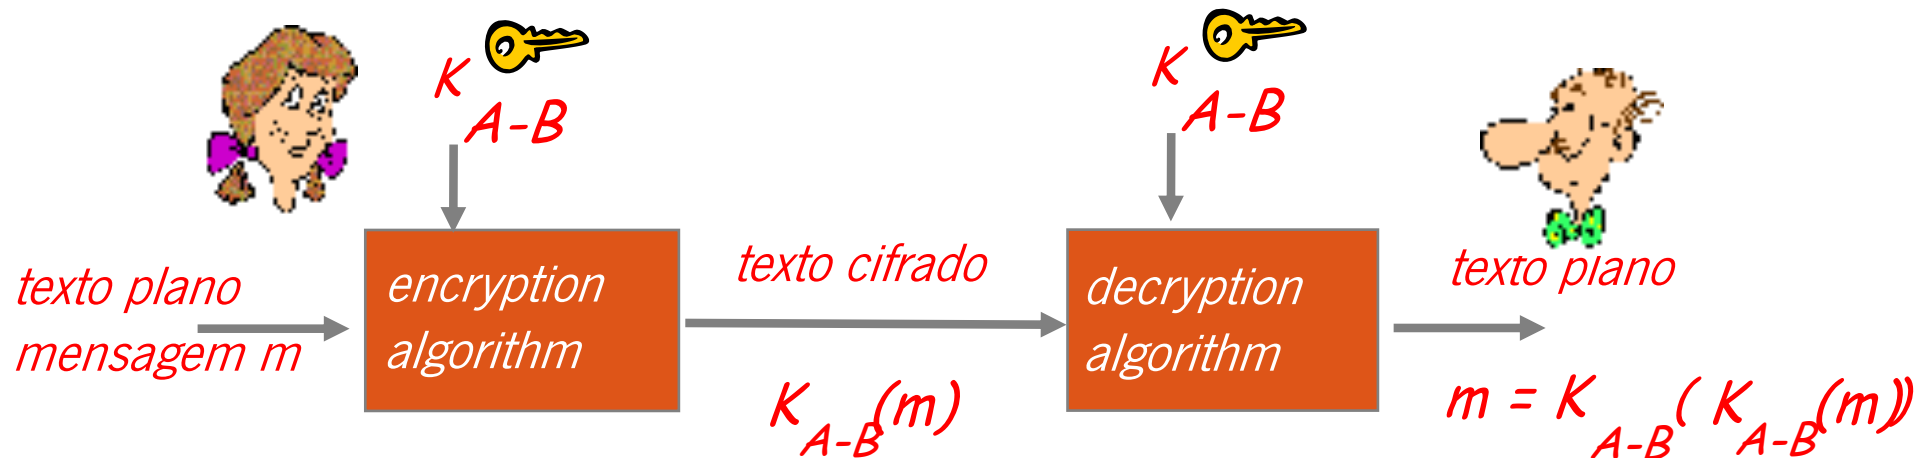 K
A-B
K
A-B
texto plano
mensagem m
encryption
algorithm
texto cifrado
K A-B (m)
decryption
algorithm
texto plano
m = K A-B ( K A-B (m))